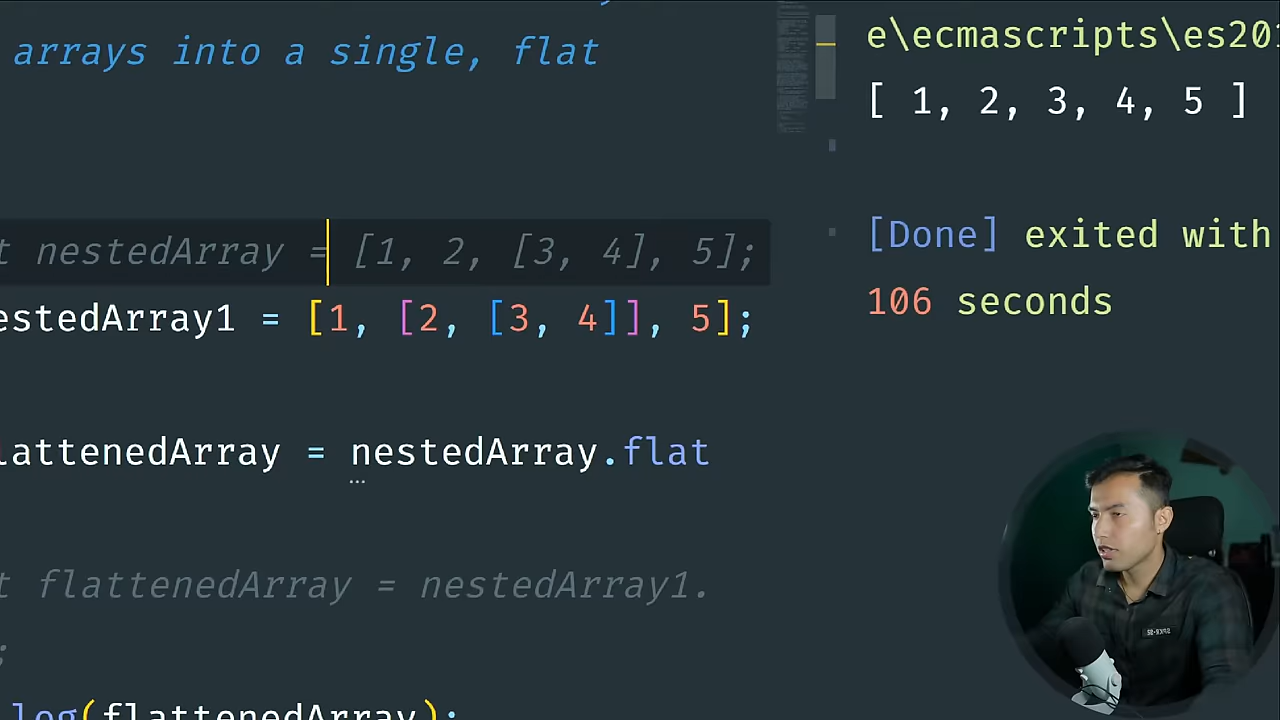 arrays into a single, flat
t nestedArray = [1, 2, [3, 4], 5];
estedArray1 = [1, [2, [3, 4]], 5];
lattenedArray = nestedArray.flat
t flattenedArray = nestedArray1.
;
log(flattenedArray);
e\ecmascripts\es20
[ 1, 2, 3, 4, 5 ]
[Done] exited with
106 seconds